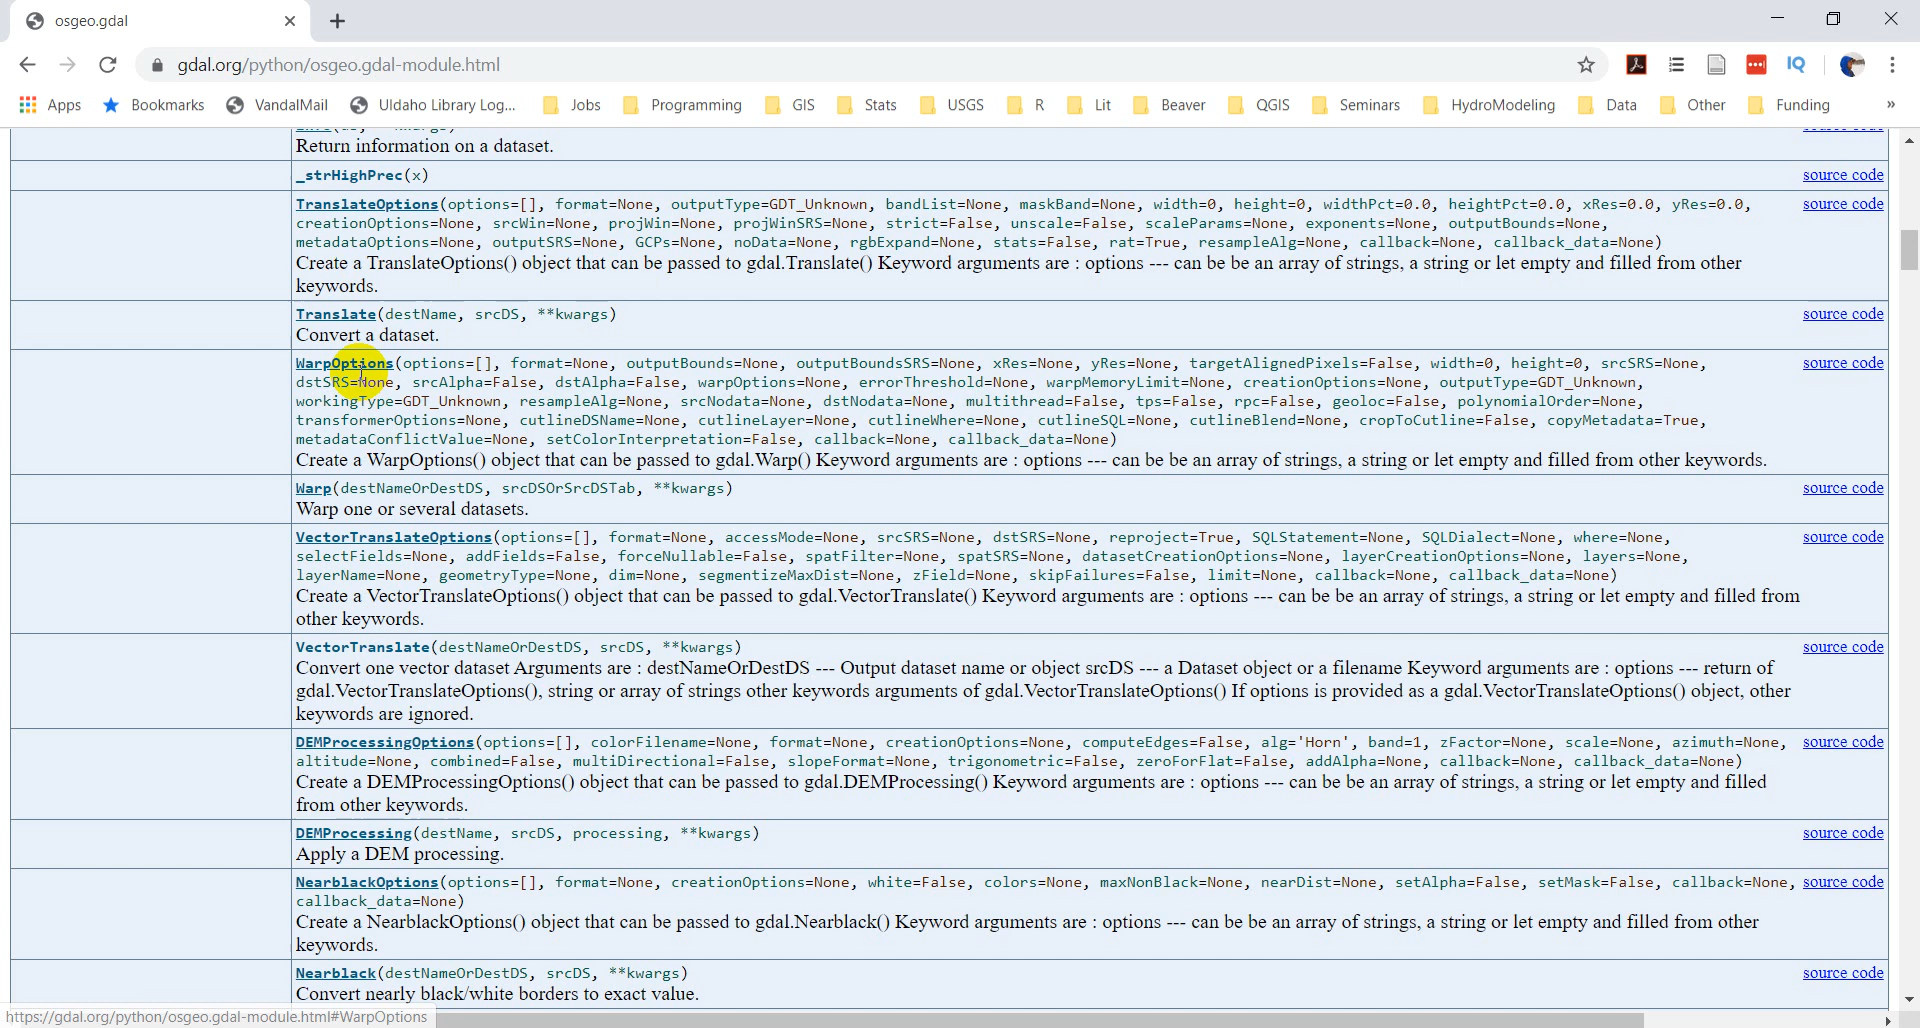 osgeo.gdal
gdal.org/python/osgeo.gdal-module.html
IQ
Apps Bookmarks VandalMail UIdaho Library Log... Jobs Programming GIS Stats USGS R Lit Beaver QGIS Seminars HydroModeling Data Other Funding »
Return information on a dataset.
_strHighPrec(x) source code
TranslateOptions(options=[], format=None, outputType=GDT_Unknown, bandList=None, maskBand=None, width=0, height=0, widthPct=0.0, heightPct=0.0, xRes=0.0, yRes=0.0, source code
creationOptions=None, srcWin=None, projWin=None, projWinSRS=None, strict=False, unscale=False, scaleParams=None, exponents=None, outputBounds=None,
metadataOptions=None, outputSRS=None, GCPs=None, noData=None, rgbExpand=None, stats=False, rat=True, resampleAlg=None, callback=None, callback_data=None)
Create a TranslateOptions() object that can be passed to gdal.Translate() Keyword arguments are : options --- can be be an array of strings, a string or let empty and filled from other
keywords.
Translate(destName, srcDS, **kwargs) source code
Convert a dataset.
WarpOptions(options=[], format=None, outputBounds=None, outputBoundsSRS=None, xRes=None, yRes=None, targetAlignedPixels=False, width=0, height=0, srcSRS=None, source code
dstSRS=None, srcAlpha=False, dstAlpha=False, warpOptions=None, errorThreshold=None, warpMemoryLimit=None, creationOptions=None, outputType=GDT_Unknown,
workingType=GDT_Unknown, resampleAlg=None, srcNodata=None, dstNodata=None, multithread=False, tps=False, rpc=False, geoloc=False, polynomialOrder=None,
transformerOptions=None, cutlineDSName=None, cutlineLayer=None, cutlineWhere=None, cutlineSQL=None, cutlineBlend=None, cropToCutline=False, copyMetadata=True,
metadataConflictValue=None, setColorInterpretation=False, callback=None, callback_data=None)
Create a WarpOptions() object that can be passed to gdal.Warp() Keyword arguments are : options --- can be be an array of strings, a string or let empty and filled from other keywords.
Warp(destNameOrDestDS, srcDSOrSrcDSTab, **kwargs) source code
Warp one or several datasets.
VectorTranslateOptions(options=[], format=None, accessMode=None, srcSRS=None, dstSRS=None, reproject=True, SQLStatement=None, SQLDialect=None, where=None, source code
selectFields=None, addFields=False, forceNullable=False, spatFilter=None, spatSRS=None, datasetCreationOptions=None, layerCreationOptions=None, layers=None,
layerName=None, geometryType=None, dim=None, segmentizeMaxDist=None, zField=None, skipFailures=False, limit=None, callback=None, callback_data=None)
Create a VectorTranslateOptions() object that can be passed to gdal.VectorTranslate() Keyword arguments are : options --- can be be an array of strings, a string or let empty and filled from
other keywords.
VectorTranslate(destNameOrDestDS, srcDS, **kwargs) source code
Convert one vector dataset Arguments are : destNameOrDestDS --- Output dataset name or object srcDS --- a Dataset object or a filename Keyword arguments are : options --- return of
gdal.VectorTranslateOptions(), string or array of strings other keywords arguments of gdal.VectorTranslateOptions() If options is provided as a gdal.VectorTranslateOptions() object, other
keywords are ignored.
DEMProcessingOptions(options=[], colorFilename=None, format=None, creationOptions=None, computeEdges=False, alg='Horn', band=1, zFactor=None, scale=None, azimuth=None, source code
altitude=None, combined=False, multiDirectional=False, slopeFormat=None, trigonometric=False, zeroForFlat=False, addAlpha=None, callback=None, callback_data=None)
Create a DEMProcessingOptions() object that can be passed to gdal.DEMProcessing() Keyword arguments are : options --- can be be an array of strings, a string or let empty and filled
from other keywords.
DEMProcessing(destName, srcDS, processing, **kwargs) source code
Apply a DEM processing.
NearblackOptions(options=[], format=None, creationOptions=None, white=False, colors=None, maxNonBlack=None, nearDist=None, setAlpha=False, setMask=False, callback=None, source code
callback_data=None)
Create a NearblackOptions() object that can be passed to gdal.Nearblack() Keyword arguments are : options --- can be be an array of strings, a string or let empty and filled from other
keywords.
Nearblack(destNameOrDestDS, srcDS, **kwargs) source code
Convert nearly black/white borders to exact value.
https://gdal.org/python/osgeo.gdal-module.html#WarpOptions